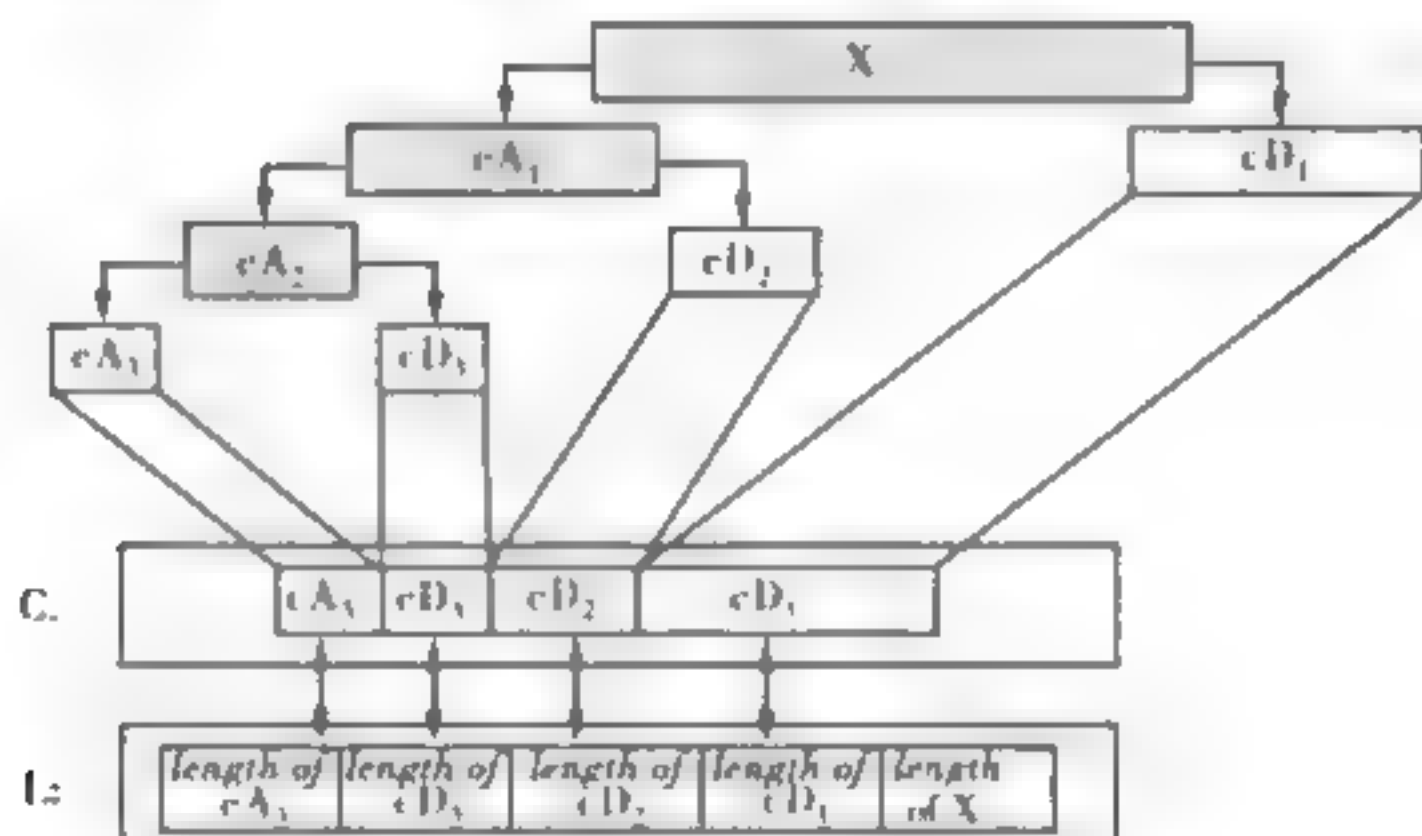 X
cA₁
cD₁
cA₂
cD₂
cA₃
cD₃
C:
cA₃ cD₃ cD₂ cD₁
L:
length of cA₃
length of cD₃
length of cD₂
length of cD₁
length of X